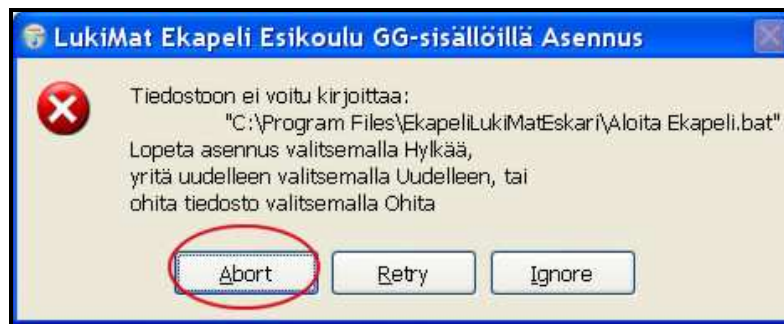 LukiMat Ekapeli Esikoulu GG-sisällöillä Asennus
Tiedostoon ei voitu kirjoittaa:
"C:\Program Files\EkapeliLukiMatEskari\Aloita Ekapeli.bat"
Lopeta asennus valitsemalla Hylkää,
yritä uudelleen valitsemalla Uudelleen, tai
ohita tiedosto valitsemalla Ohita
Abort Retry Ignore